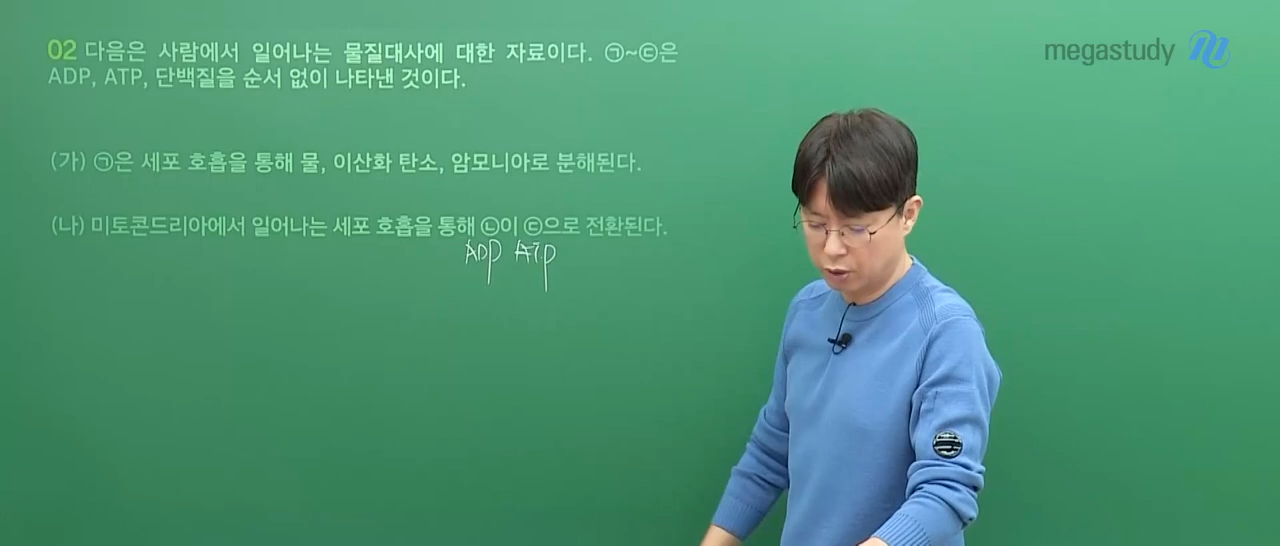 megastudy
02 다음은 사람에서 일어나는 물질대사에 대한 자료이다. ㉠~㉢은
ADP, ATP, 단백질을 순서 없이 나타낸 것이다.
(가) ㉠은 세포 호흡을 통해 물, 이산화 탄소, 암모니아로 분해된다.
(나) 미토콘드리아에서 일어나는 세포 호흡을 통해 ㉡이 ㉢으로 전환된다.
ADP ATP